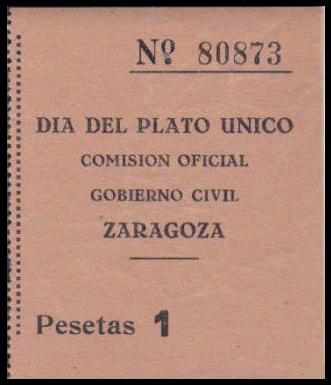 Nº 80873
DIA DEL PLATO UNICO
COMISION OFICIAL
GOBIERNO CIVIL
ZARAGOZA
Pesetas 1